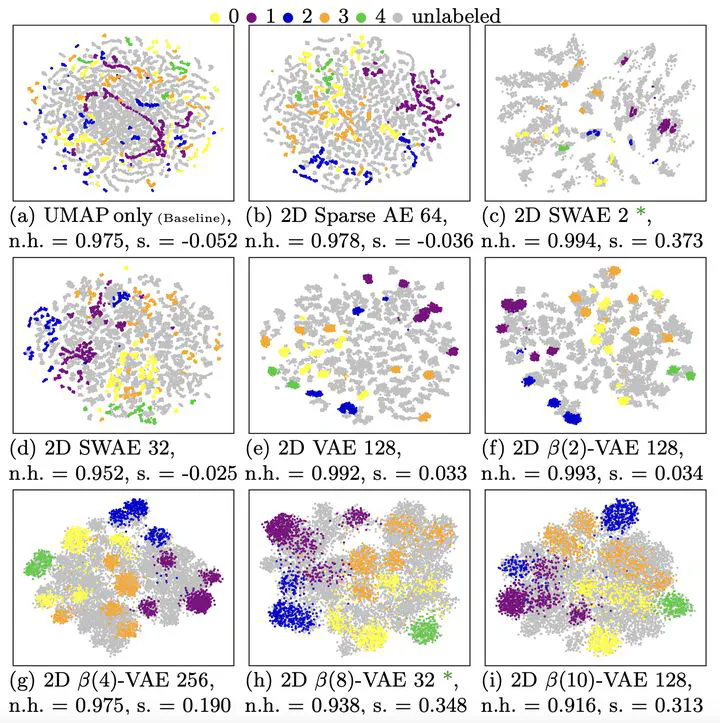 0 1 2 3 4 unlabeled
(a) UMAP only (Baseline),
n.h. = 0.975, s. = -0.052
(b) 2D Sparse AE 64,
n.h. = 0.978, s. = -0.036
(c) 2D SWAE 2 *,
n.h. = 0.994, s. = 0.373
(d) 2D SWAE 32,
n.h. = 0.952, s. = -0.025
(e) 2D VAE 128,
n.h. = 0.992, s. = 0.033
(f) 2D β(2)-VAE 128,
n.h. = 0.993, s. = 0.034
(g) 2D β(4)-VAE 256,
n.h. = 0.975, s. = 0.190
(h) 2D β(8)-VAE 32 *,
n.h. = 0.938, s. = 0.348
(i) 2D β(10)-VAE 128,
n.h. = 0.916, s. = 0.313